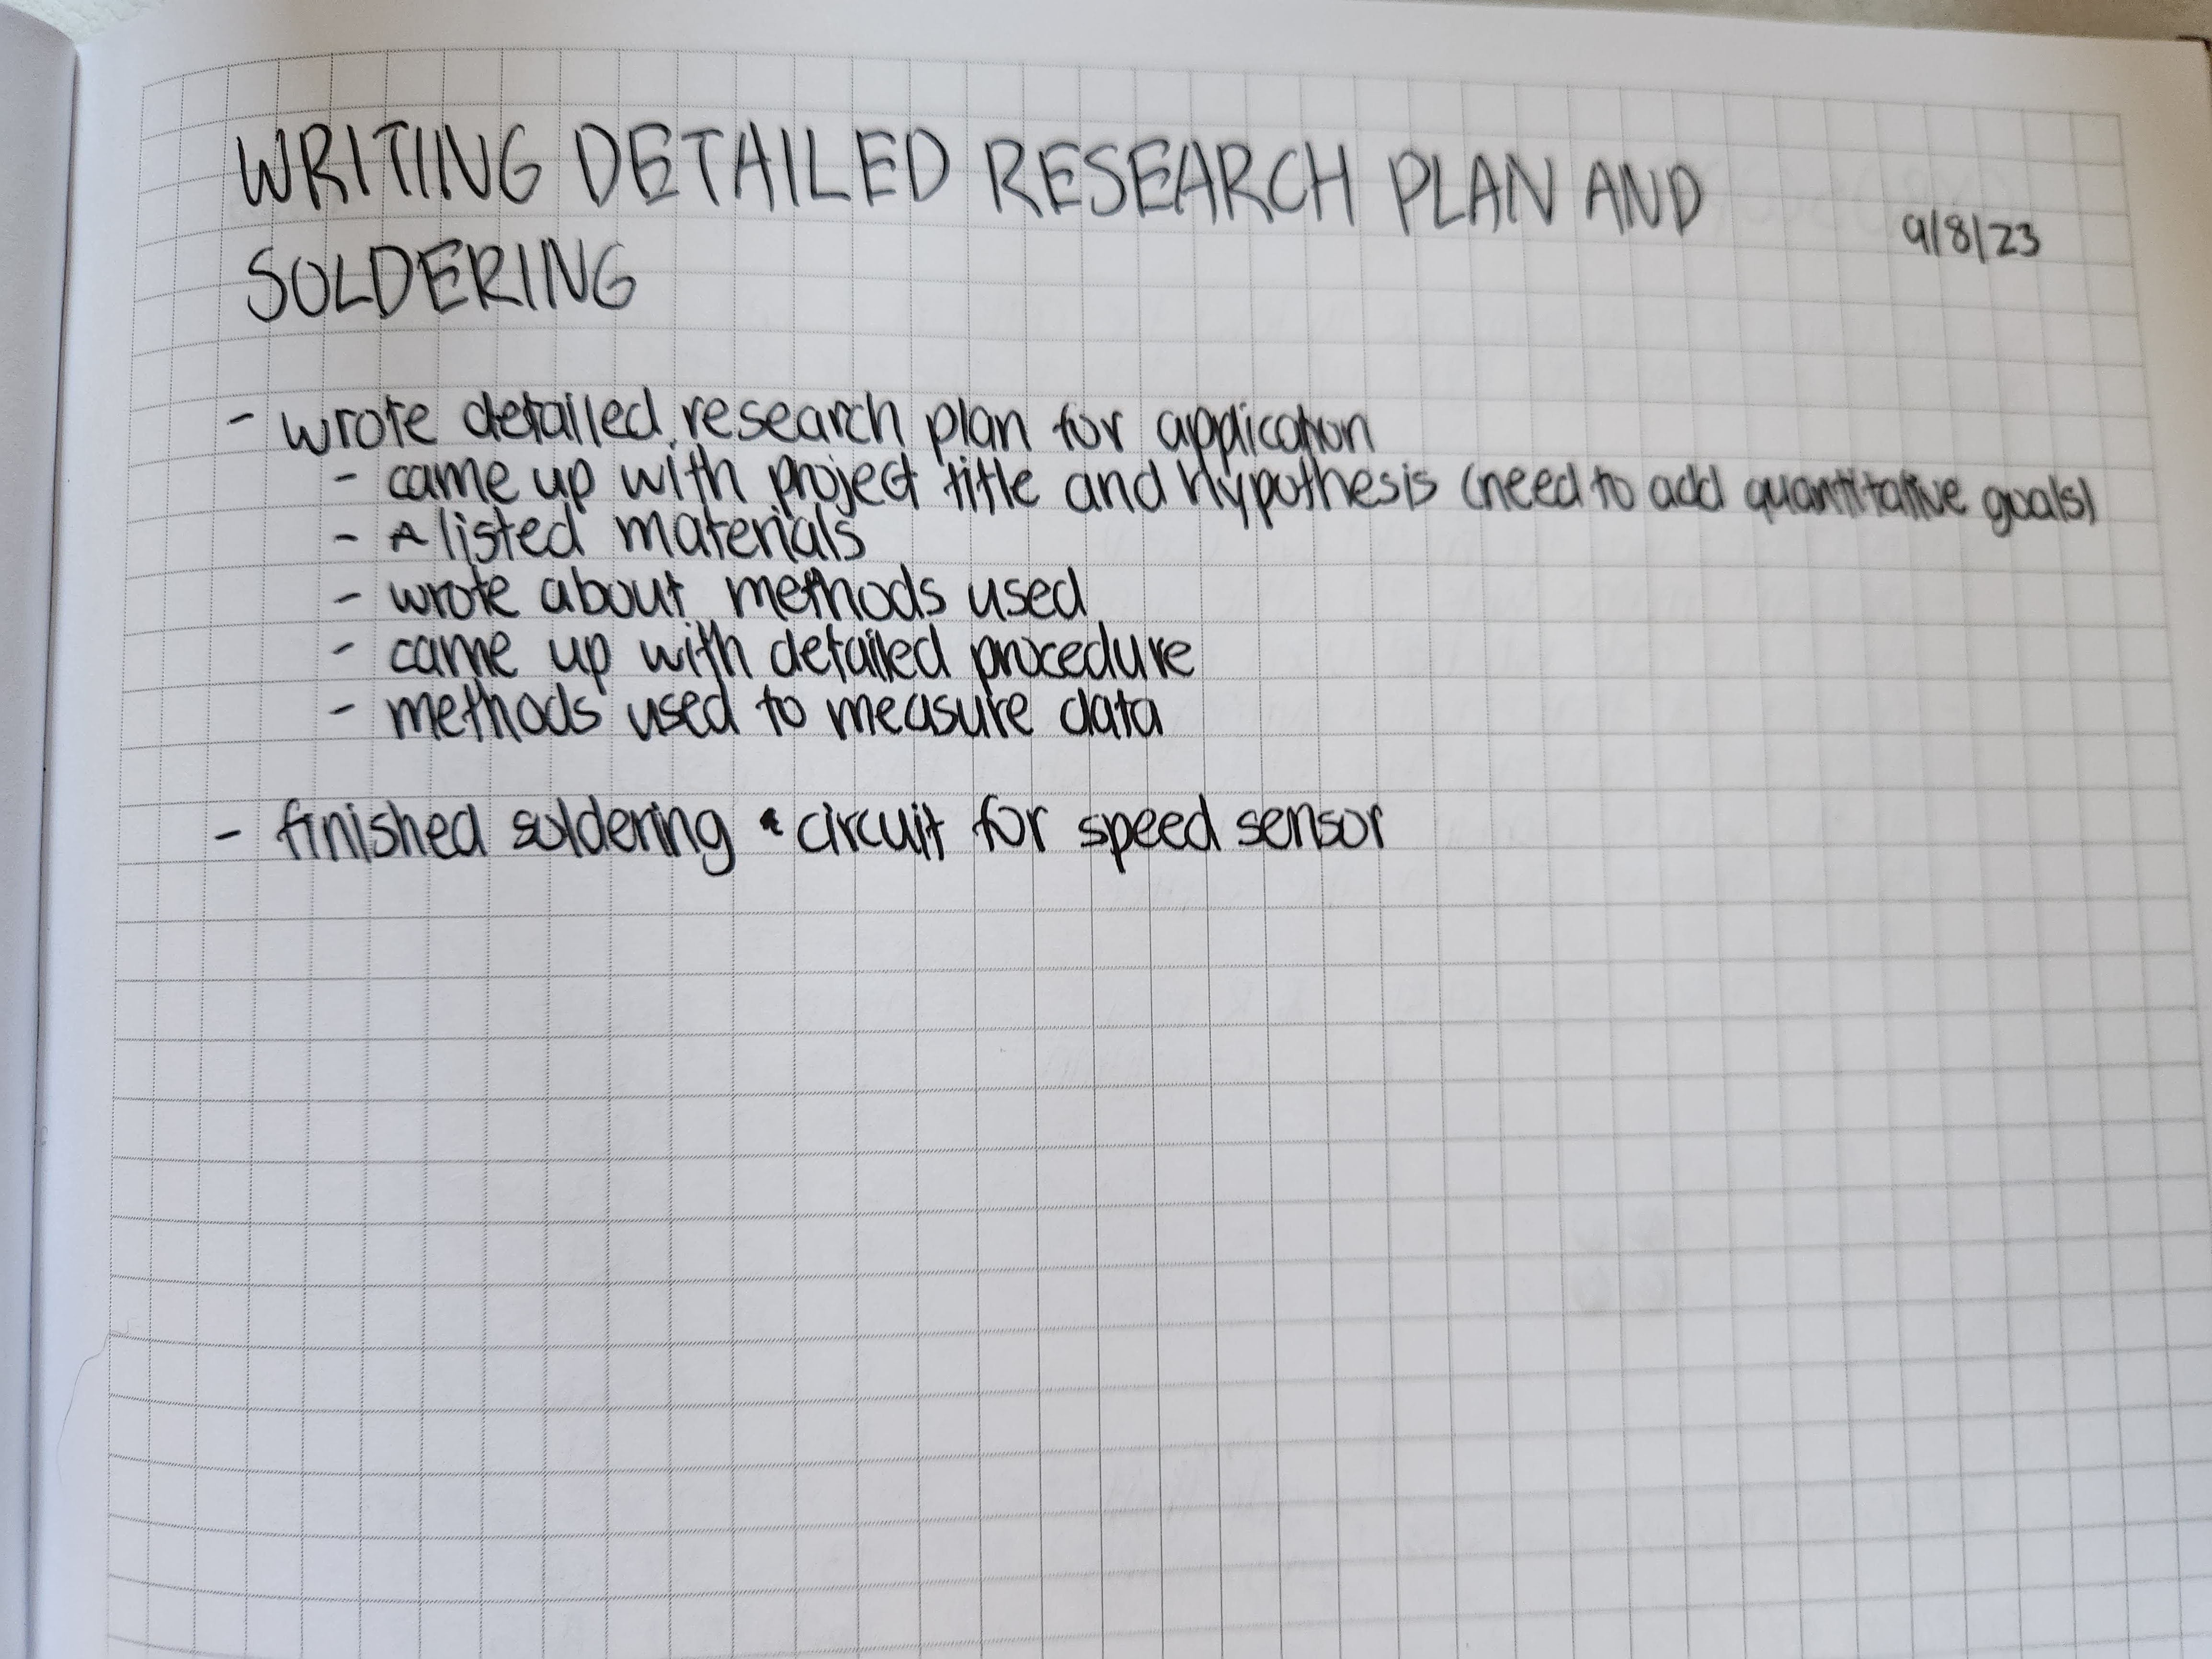 WRITING DETAILED RESEARCH PLAN AND
9/8/23
SOLDERING
- wrote detailed research plan for application
- came up with project title and hypothesis (need to add quantitative goals)
- listed materials
- wrote about methods used
- came up with detailed procedure
- methods used to measure data
- finished soldering circuit for speed sensor